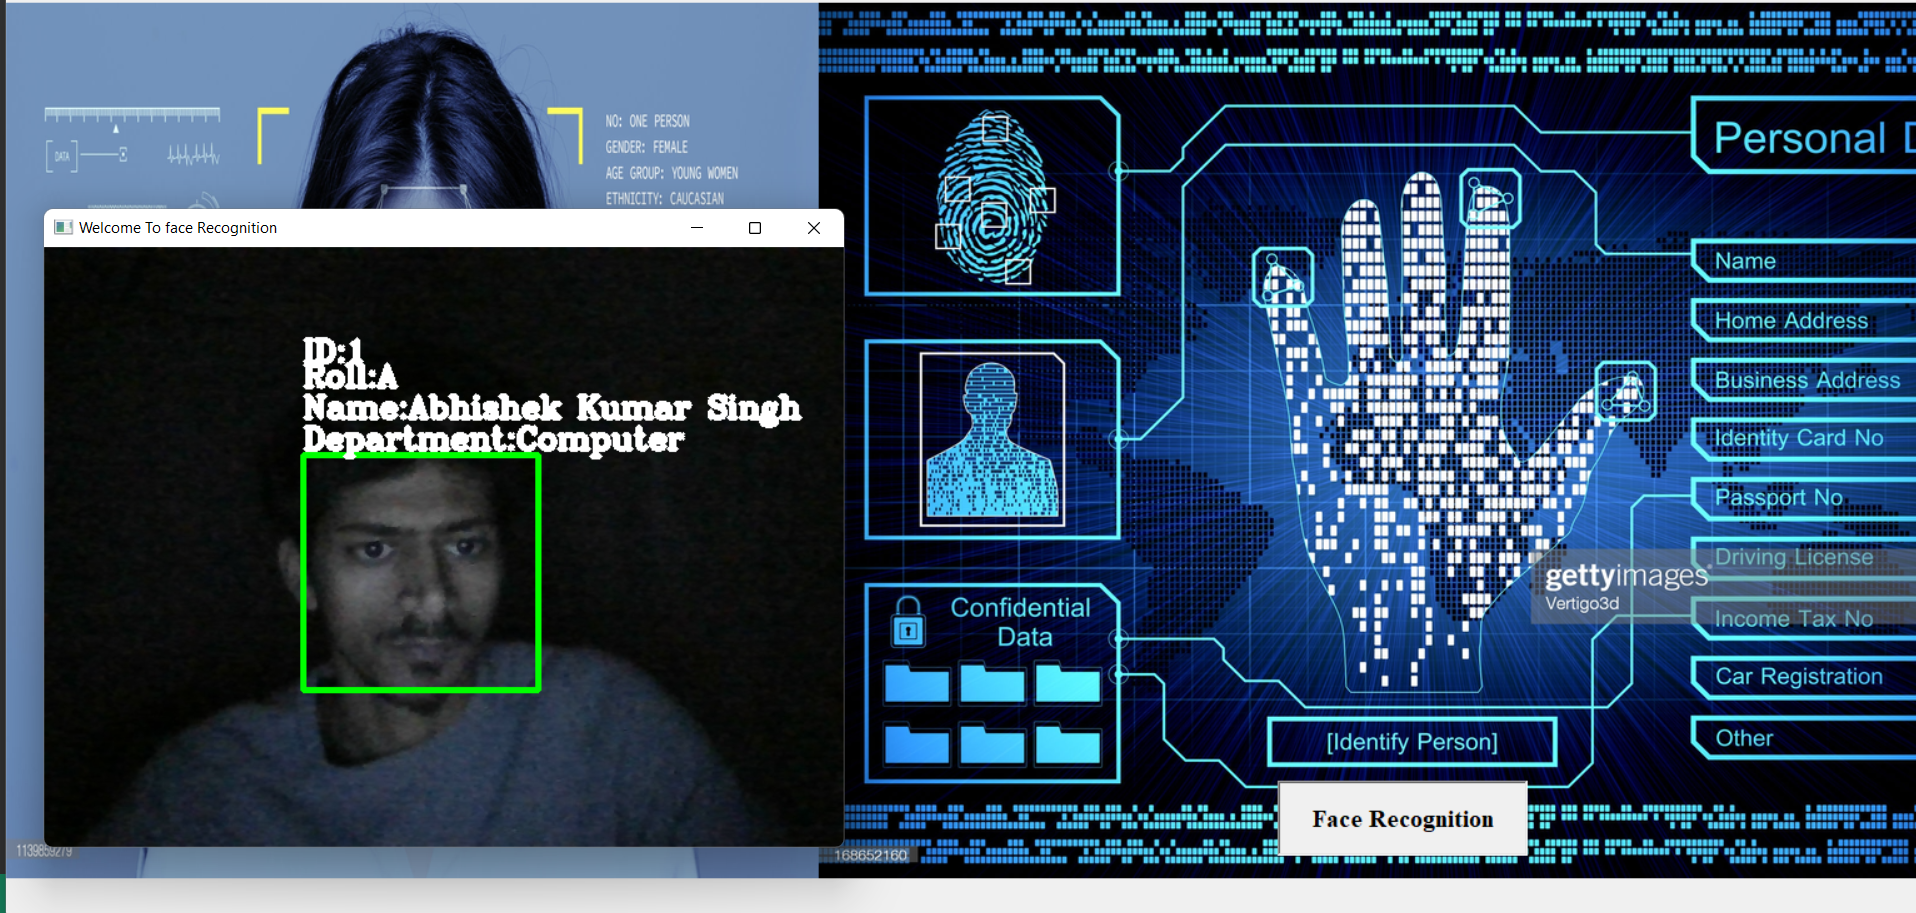 NO: ONE PERSON
GENDER: FEMALE
AGE GROUP: YOUNG WOMEN
ETHNICITY: CAUCASIAN
DATA
Welcome To face Recognition
ID:1
Roll:A
Name:Abhishek Kumar Singh
Department:Computer
1139859279
Personal D
Name
Home Address
Business Address
Identity Card No
Passport No
Driving License
gettyimages
Vertigo3d
Income Tax No
Car Registration
Other
Confidential
Data
[Identify Person]
Face Recognition
168652160